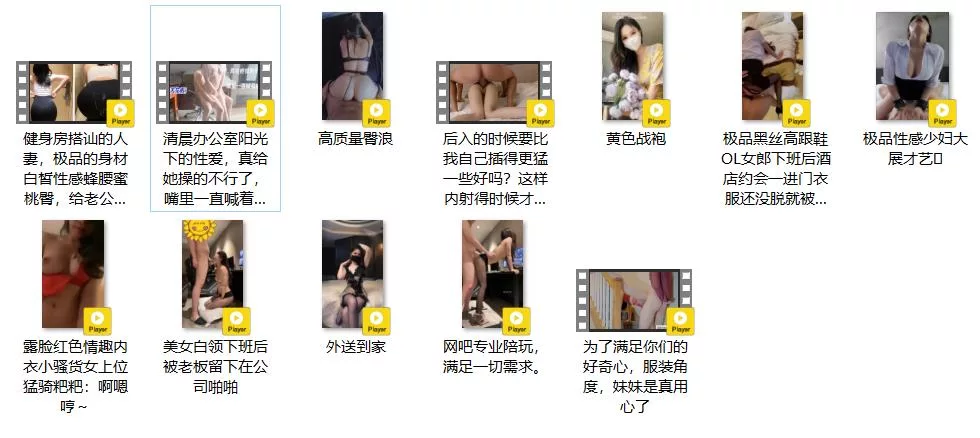 Player
健身房搭讪的人
妻，极品的身材
白皙性感蜂腰蜜
桃臀，给老公...
Player
清晨办公室阳光
下的性爱，真给
她操的不行了，
嘴里一直喊着...
Player
高质量臀浪
Player
后入的时候要比
我自己插得更猛
一些好吗？这样
内射得时候才...
Player
黄色战袍
Player
极品黑丝高跟鞋
OL女郎下班后酒
店约会一进门衣
服还没脱就被...
Player
极品性感少妇大
展才艺
Player
露脸红色情趣内
衣小骚货女上位
猛骑粑粑：啊嗯
哼～
Player
美女白领下班后
被老板留下在公
司啪啪
Player
外送到家
Player
网吧专业陪玩，
满足一切需求。
Player
为了满足你们的
好奇心，服装角
度，妹妹是真用
心了